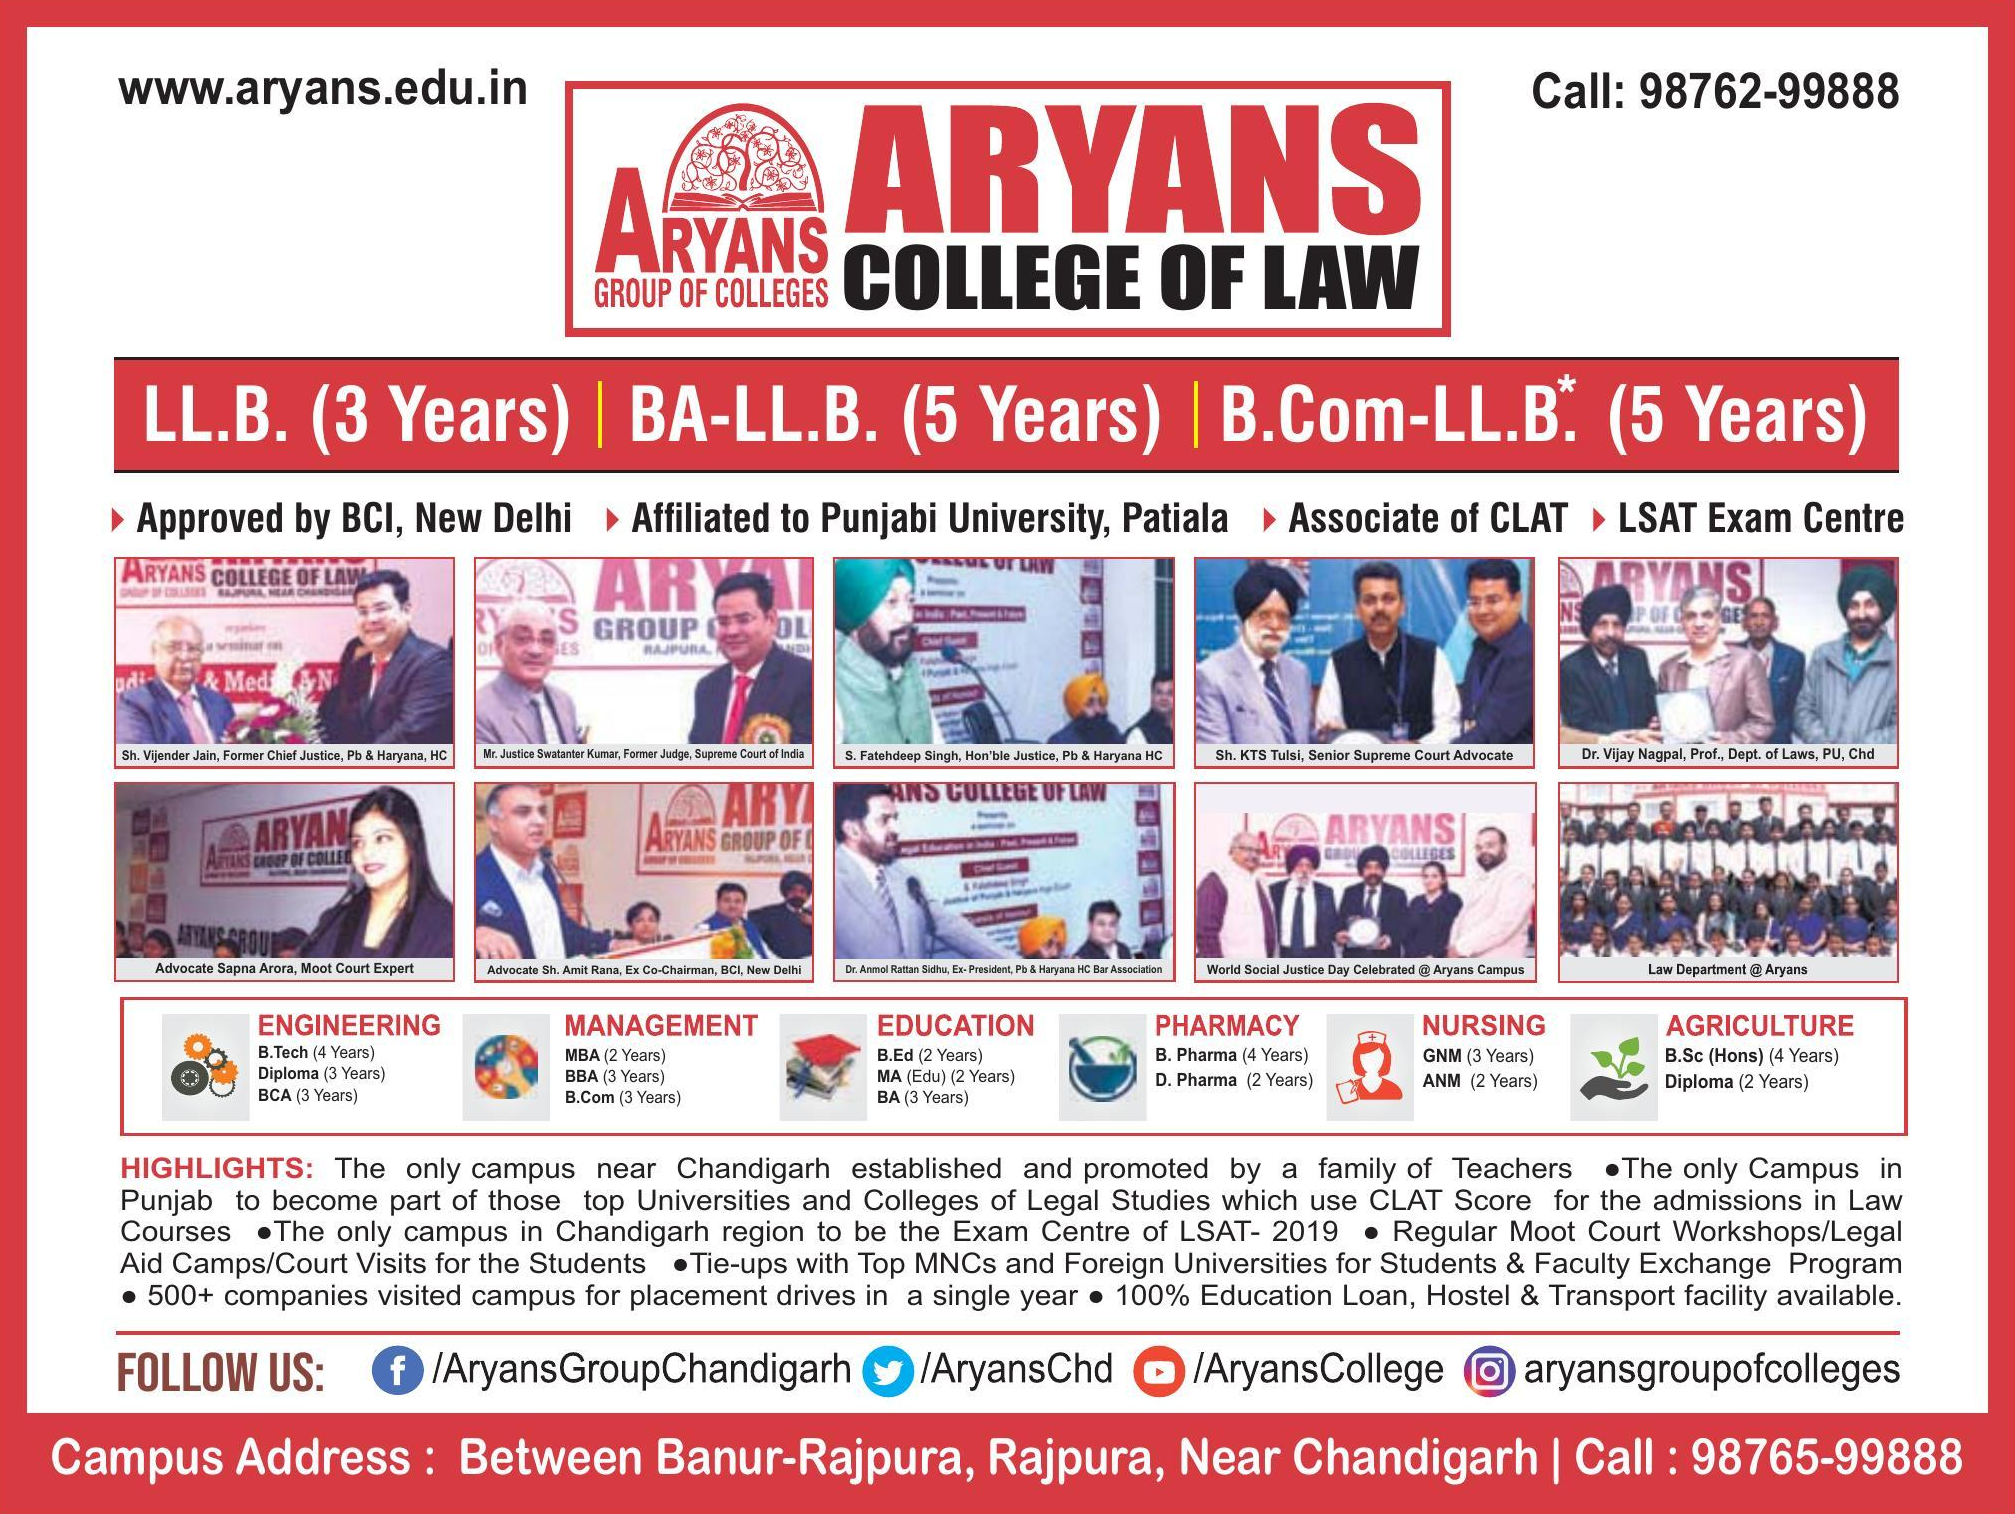 www.aryans.edu.in
Call: 98762-99888
ARYANS
GROUP OF COLLEGES
ARYANS
COLLEGE OF LAW
LL.B. (3 Years) | BA-LL.B. (5 Years) | B.Com-LL.B.* (5 Years)
Approved by BCI, New Delhi Affiliated to Punjabi University, Patiala Associate of CLAT LSAT Exam Centre
Sh. Vijender Jain, Former Chief Justice, Pb & Haryana, HC
Mr. Justice Swatanter Kumar, Former Judge, Supreme Court of India
S. Fatehdeep Singh, Hon'ble Justice, Pb & Haryana HC
Sh. KTS Tulsi, Senior Supreme Court Advocate
Dr. Vijay Nagpal, Prof., Dept. of Laws, PU, Chd
Advocate Sapna Arora, Moot Court Expert
Advocate Sh. Amit Rana, Ex Co-Chairman, BCI, New Delhi
Dr. Anmol Rattan Sidhu, Ex- President, Pb & Haryana HC Bar Association
World Social Justice Day Celebrated @ Aryans Campus
Law Department @ Aryans
ENGINEERING
B.Tech (4 Years)
Diploma (3 Years)
BCA (3 Years)
MANAGEMENT
MBA (2 Years)
BBA (3 Years)
B.Com (3 Years)
EDUCATION
B.Ed (2 Years)
MA (Edu) (2 Years)
BA (3 Years)
PHARMACY
B. Pharma (4 Years)
D. Pharma (2 Years)
NURSING
GNM (3 Years)
ANM (2 Years)
AGRICULTURE
B.Sc (Hons) (4 Years)
Diploma (2 Years)
HIGHLIGHTS: The only campus near Chandigarh established and promoted by a family of Teachers ●The only Campus in
Punjab to become part of those top Universities and Colleges of Legal Studies which use CLAT Score for the admissions in Law
Courses ●The only campus in Chandigarh region to be the Exam Centre of LSAT- 2019 ● Regular Moot Court Workshops/Legal
Aid Camps/Court Visits for the Students ●Tie-ups with Top MNCs and Foreign Universities for Students & Faculty Exchange Program
● 500+ companies visited campus for placement drives in a single year ● 100% Education Loan, Hostel & Transport facility available.
FOLLOW US: /AryansGroupChandigarh /AryansChd /AryansCollege aryansgroupofcolleges
Campus Address : Between Banur-Rajpura, Rajpura, Near Chandigarh | Call : 98765-99888